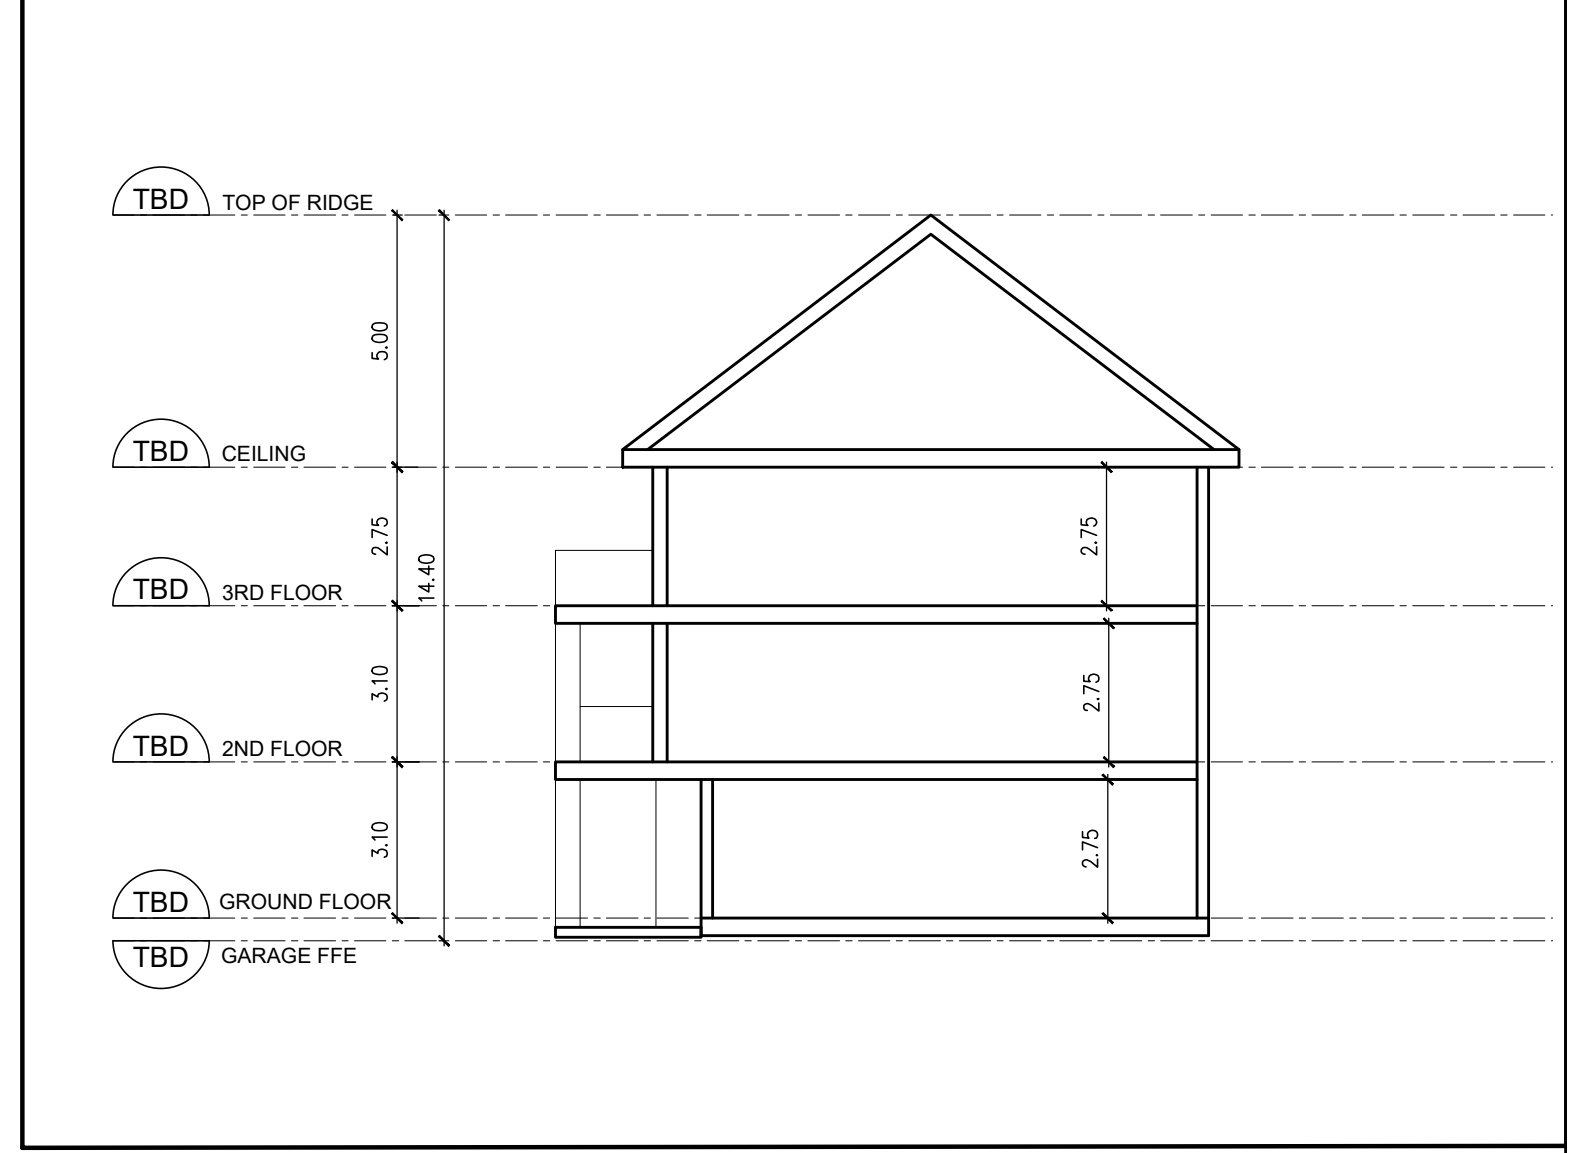 TBD TOP OF RIDGE
5.00
TBD CEILING
2.75
2.75
14.40
TBD 3RD FLOOR
3.10
2.75
TBD 2ND FLOOR
3.10
2.75
TBD GROUND FLOOR
TBD GARAGE FFE